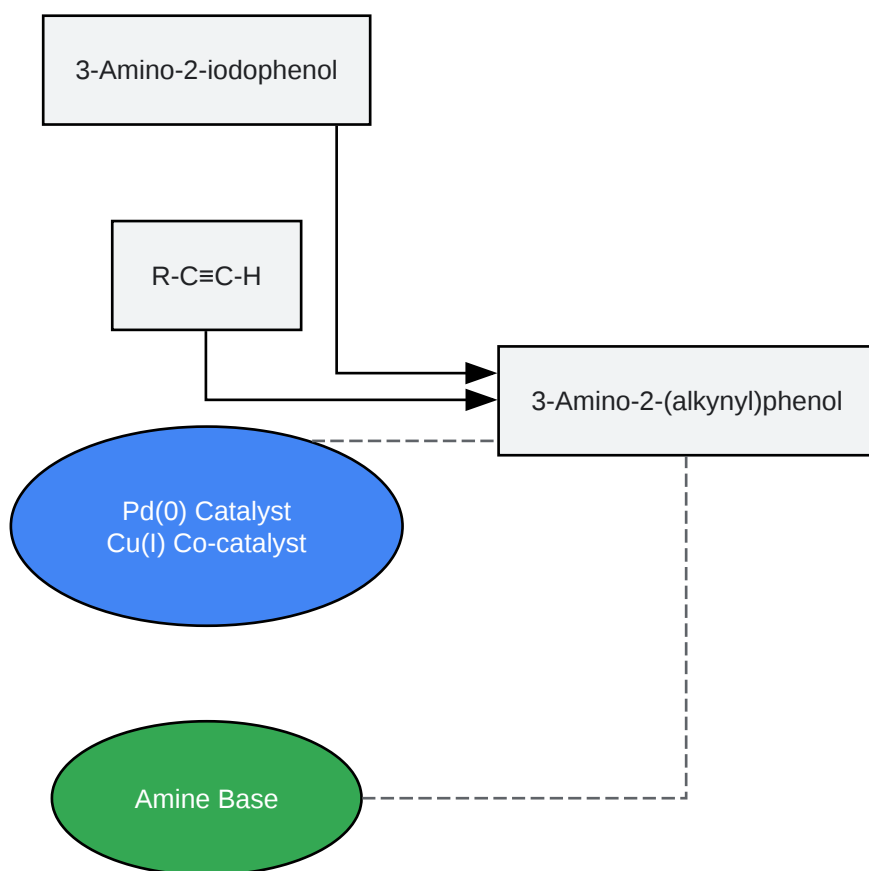 3-Amino-2-iodophenol
R-C≡C-H
3-Amino-2-(alkynyl)phenol
Pd(0) Catalyst
Cu(I) Co-catalyst
Amine Base